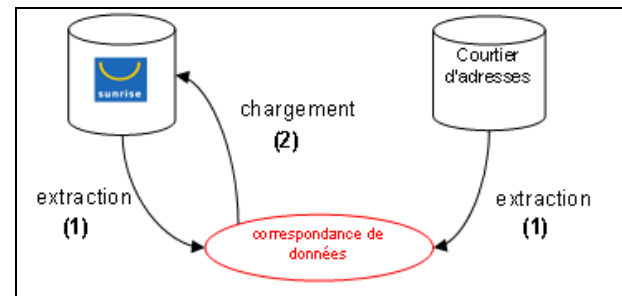 sunrise
Courtier
d'adresses
chargement
(2)
extraction
(1)
extraction
(1)
correspondance de
données